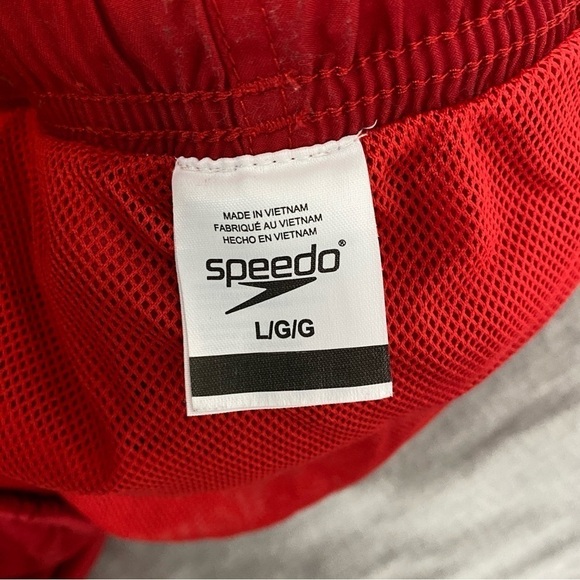 MADE IN VIETNAM
FABRIQUÉ AU VIETNAM
HECHO EN VIETNAM
speedo®
L/G/G